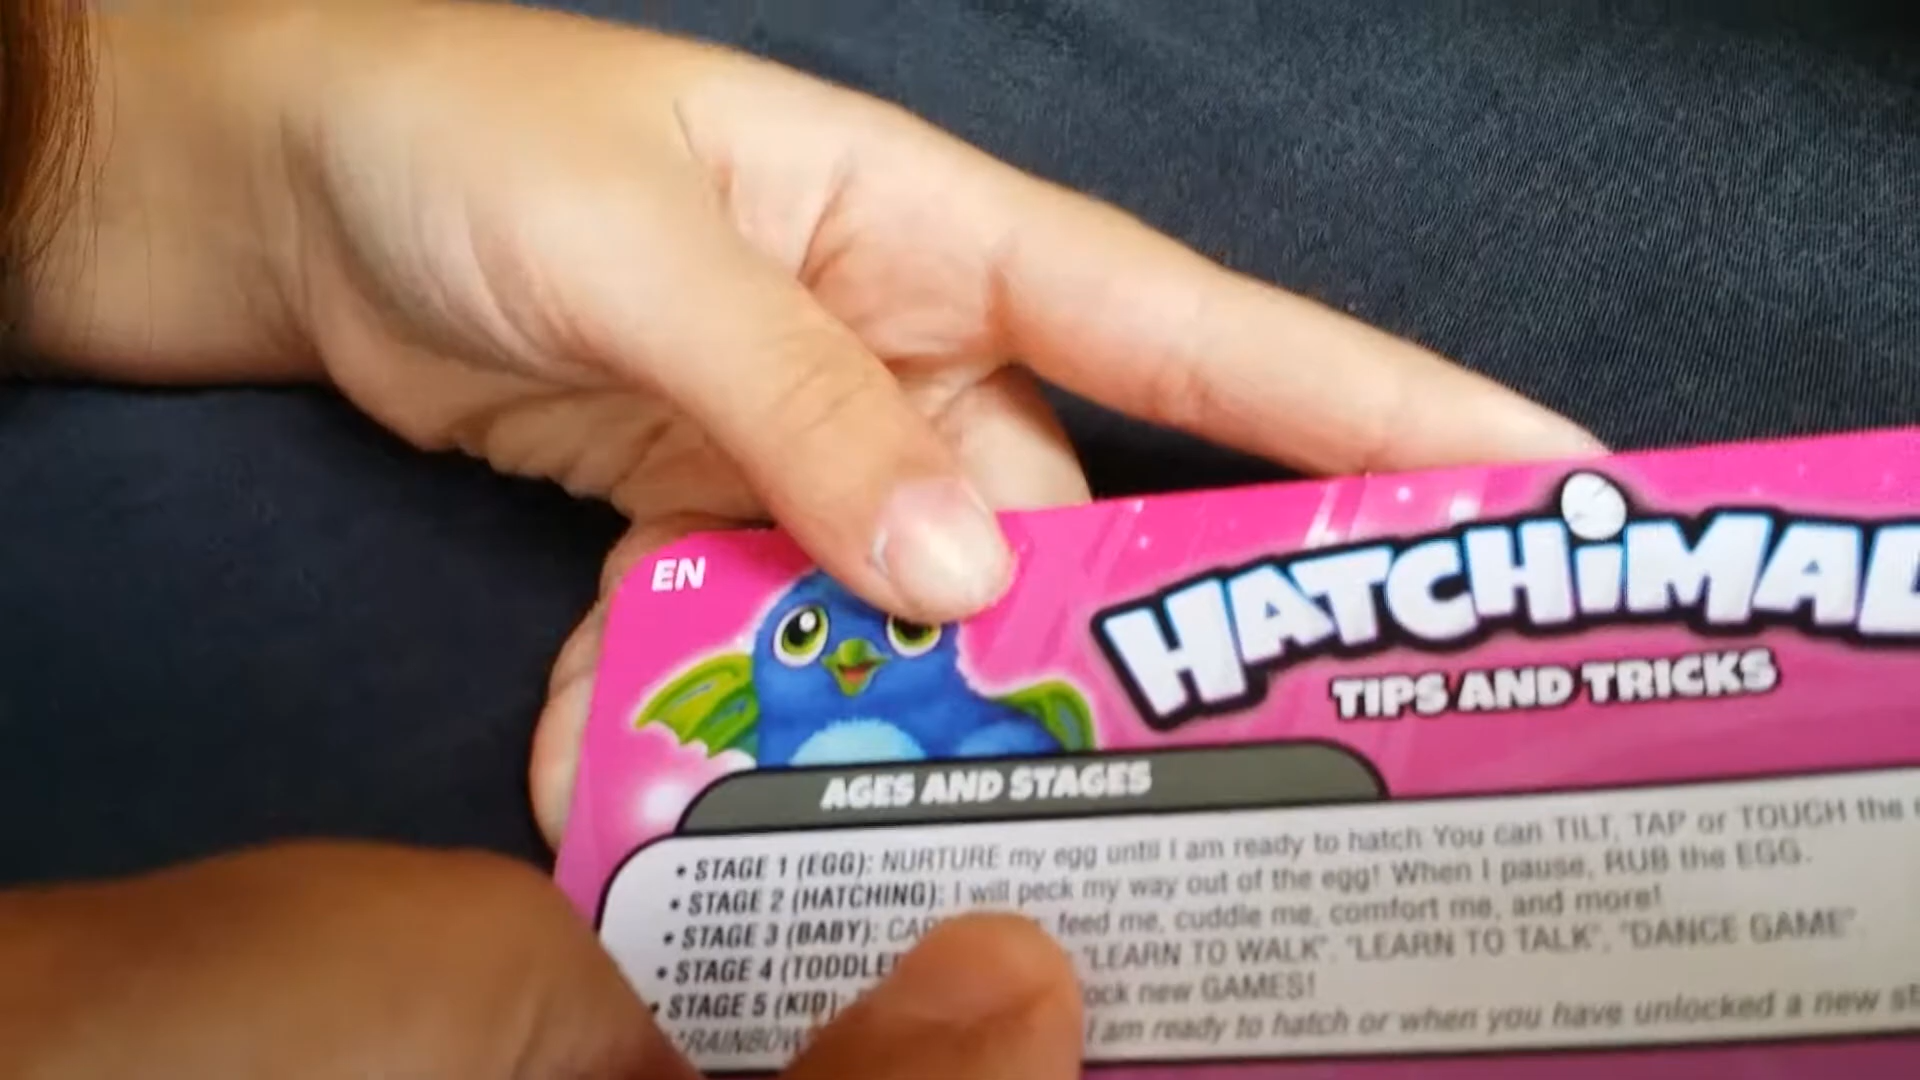 EN
HATCHiMAL
TIPS AND TRICKS
AGES AND STAGES
• STAGE 1 (EGG): NURTURE my egg until I am ready to hatch You can TILT, TAP or TOUCH the
• STAGE 2 (HATCHING): I will peck my way out of the egg! When I pause, RUB the EGG.
• STAGE 3 (BABY): feed me, cuddle me, comfort me, and more!
• STAGE 4 (TODDLE "LEARN TO WALK", "LEARN TO TALK", "DANCE GAME"
• STAGE 5 (KID): ock new GAMES!
*RAINBOW I am ready to hatch or when you have unlocked a new st